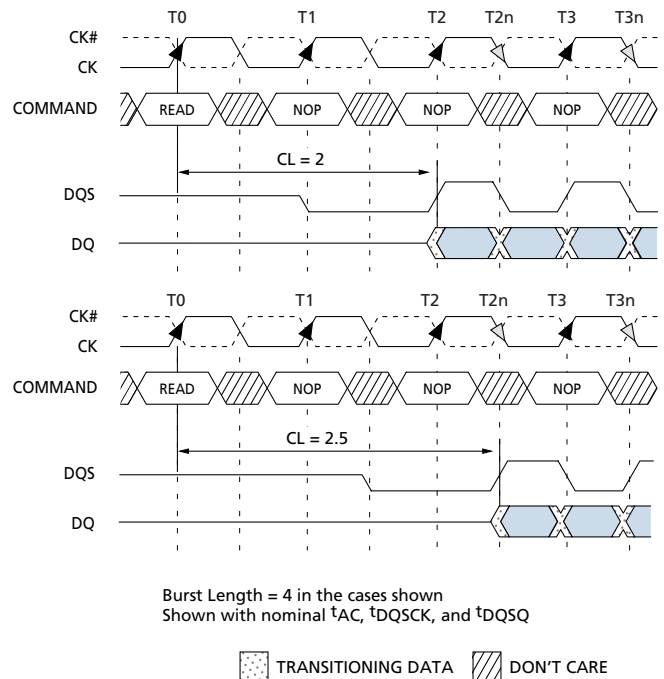 T0 T1 T2 T2n T3 T3n
CK#
CK
COMMAND READ NOP NOP NOP
CL = 2
DQS
DQ
T0 T1 T2 T2n T3 T3n
CK#
CK
COMMAND READ NOP NOP NOP
CL = 2.5
DQS
DQ
Burst Length = 4 in the cases shown
Shown with nominal tAC, tDQSCK, and tDQSQ
TRANSITIONING DATA DON'T CARE